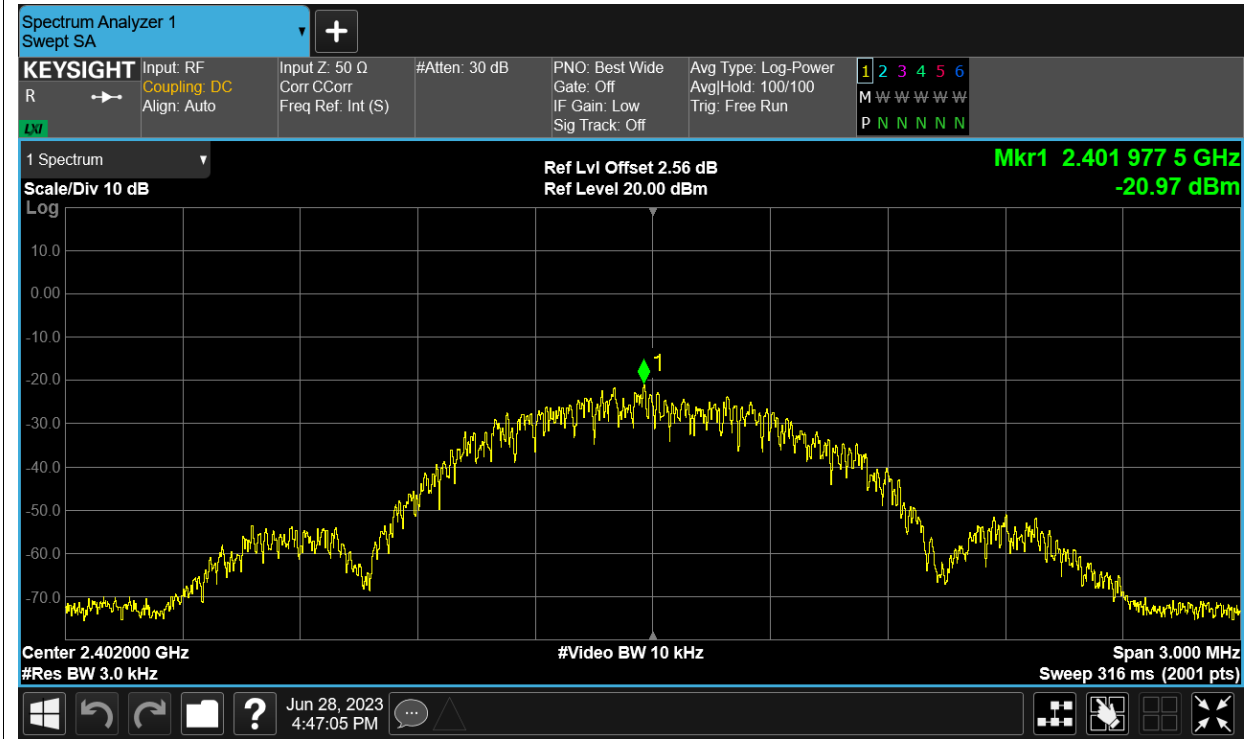 Spectrum Analyzer 1
Swept SA
KEYSIGHT
R
LXI
Input: RF
Coupling: DC
Align: Auto
Input Z: 50 Ω
Corr CCorr
Freq Ref: Int (S)
#Atten: 30 dB
PNO: Best Wide
Gate: Off
IF Gain: Low
Sig Track: Off
Avg Type: Log-Power
Avg|Hold: 100/100
Trig: Free Run
1 2 3 4 5 6
M W W W W W
P N N N N N
1 Spectrum
Scale/Div 10 dB
Log
Ref Lvl Offset 2.56 dB
Ref Level 20.00 dBm
Mkr1 2.401 977 5 GHz
-20.97 dBm
10.0
0.00
-10.0
1
-20.0
-30.0
-40.0
-50.0
-60.0
-70.0
Center 2.402000 GHz
#Res BW 3.0 kHz
#Video BW 10 kHz
Span 3.000 MHz
Sweep 316 ms (2001 pts)
?
Jun 28, 2023
4:47:05 PM